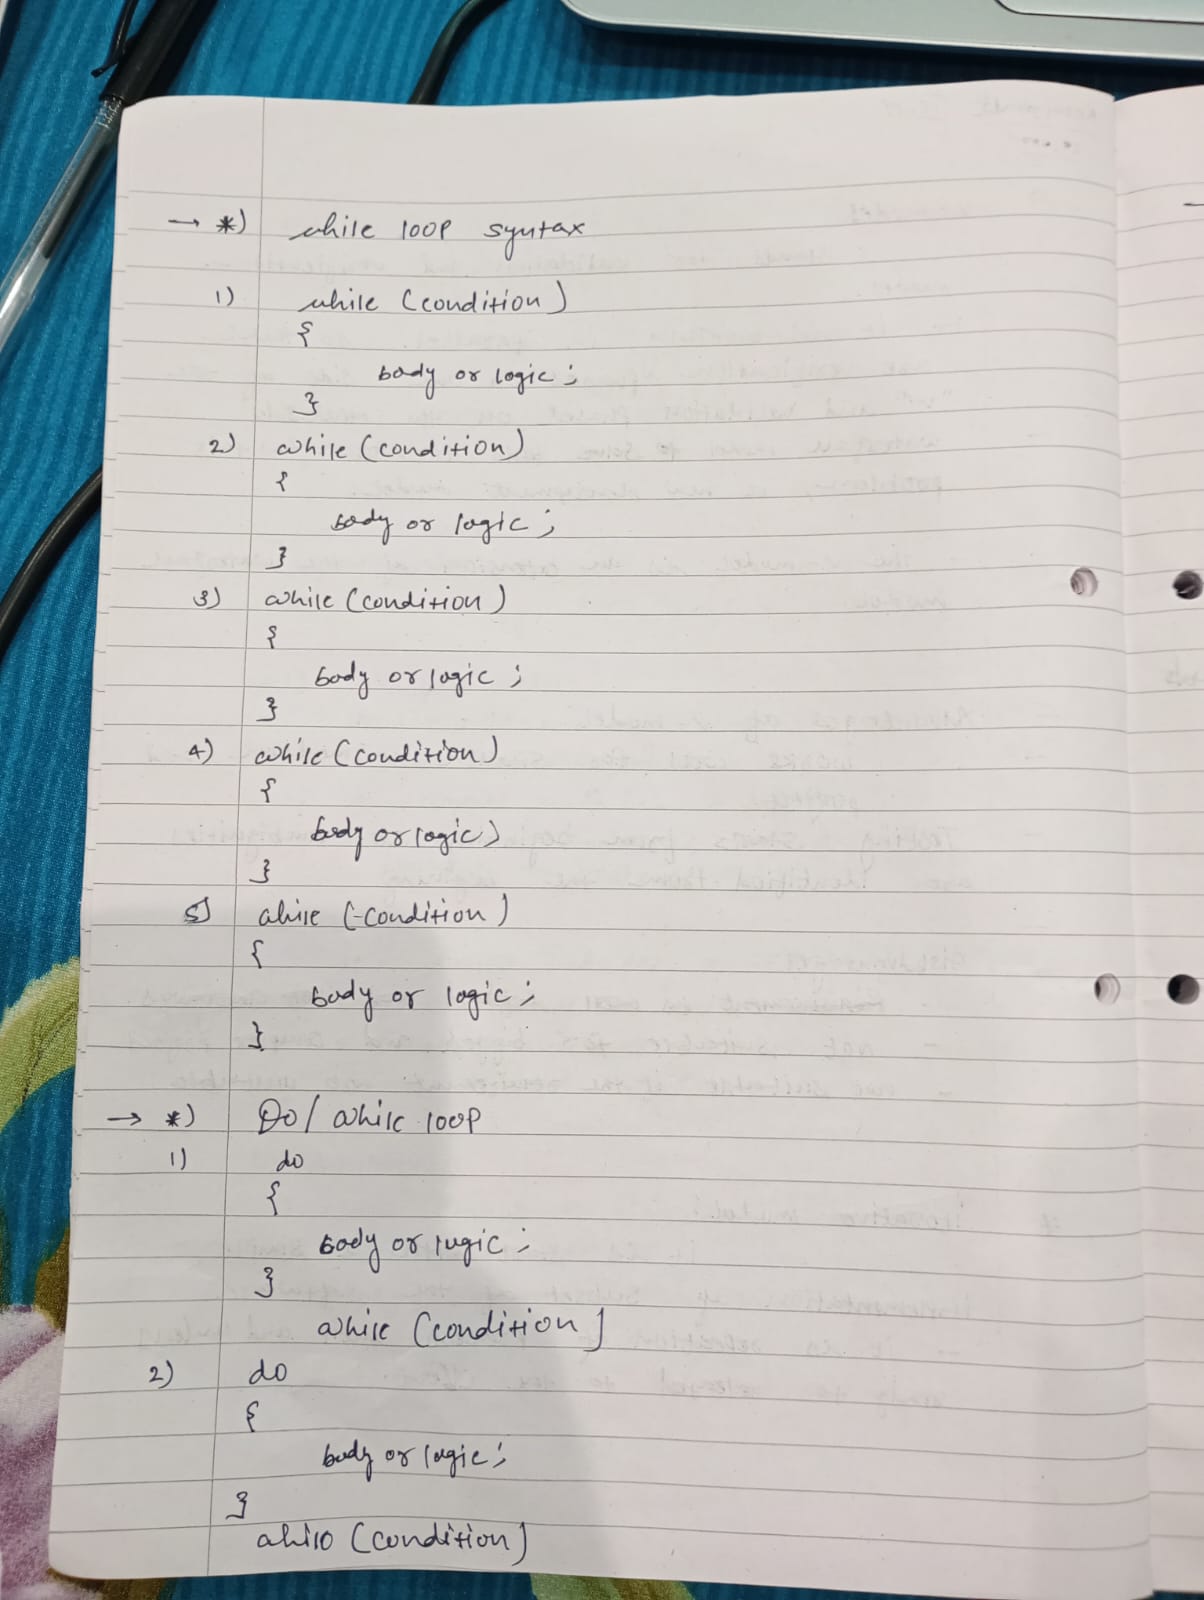 → *) while loop syntax
1) while (condition)
{
body or logic ;
}
2) while (condition)
{
body or logic ;
}
3) while (condition)
{
body or logic ;
}
4) while (condition)
{
body or logic ;
}
5) while (condition)
{
body or logic ;
}
→ *) Do/ while loop
1) do
{
body or logic ;
}
while (condition)
2) do
{
body or logic ;
}
while (condition)